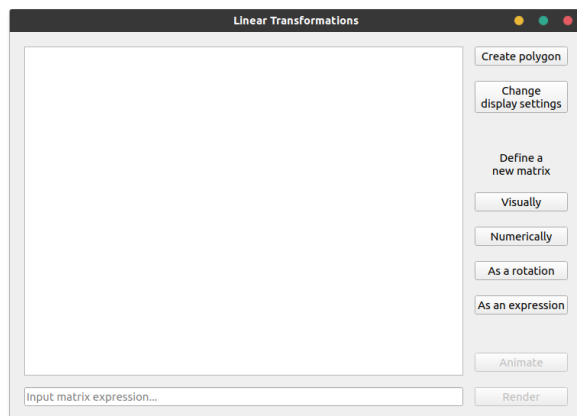 Linear Transformations
Create polygon
Change
display settings
Define a
new matrix
Visually
Numerically
As a rotation
As an expression
Animate
Input matrix expression...
Render